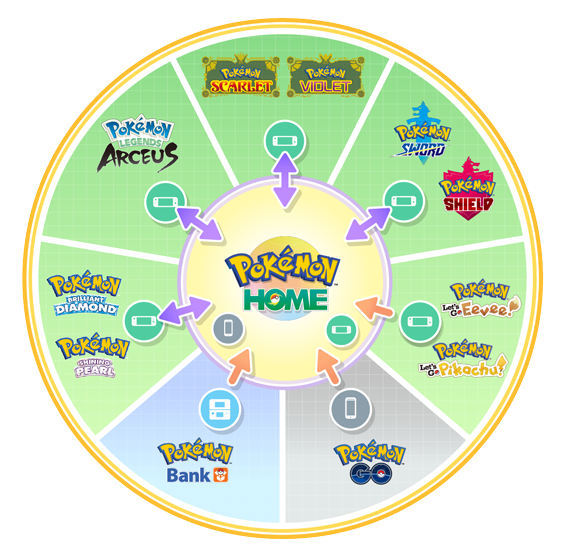 Pokémon
SCARLET
Pokémon
VIOLET
Pokémon
LEGENDS
ARCEUS
Pokémon
SWORD
Pokémon
SHIELD
Pokémon
HOME
Pokémon
BRILLIANT
DIAMOND
Pokémon
SHINING
PEARL
Pokémon
Let's Go Eevee!
Pokémon
Let's Go Pikachu!
Pokémon
Bank
Pokémon
GO